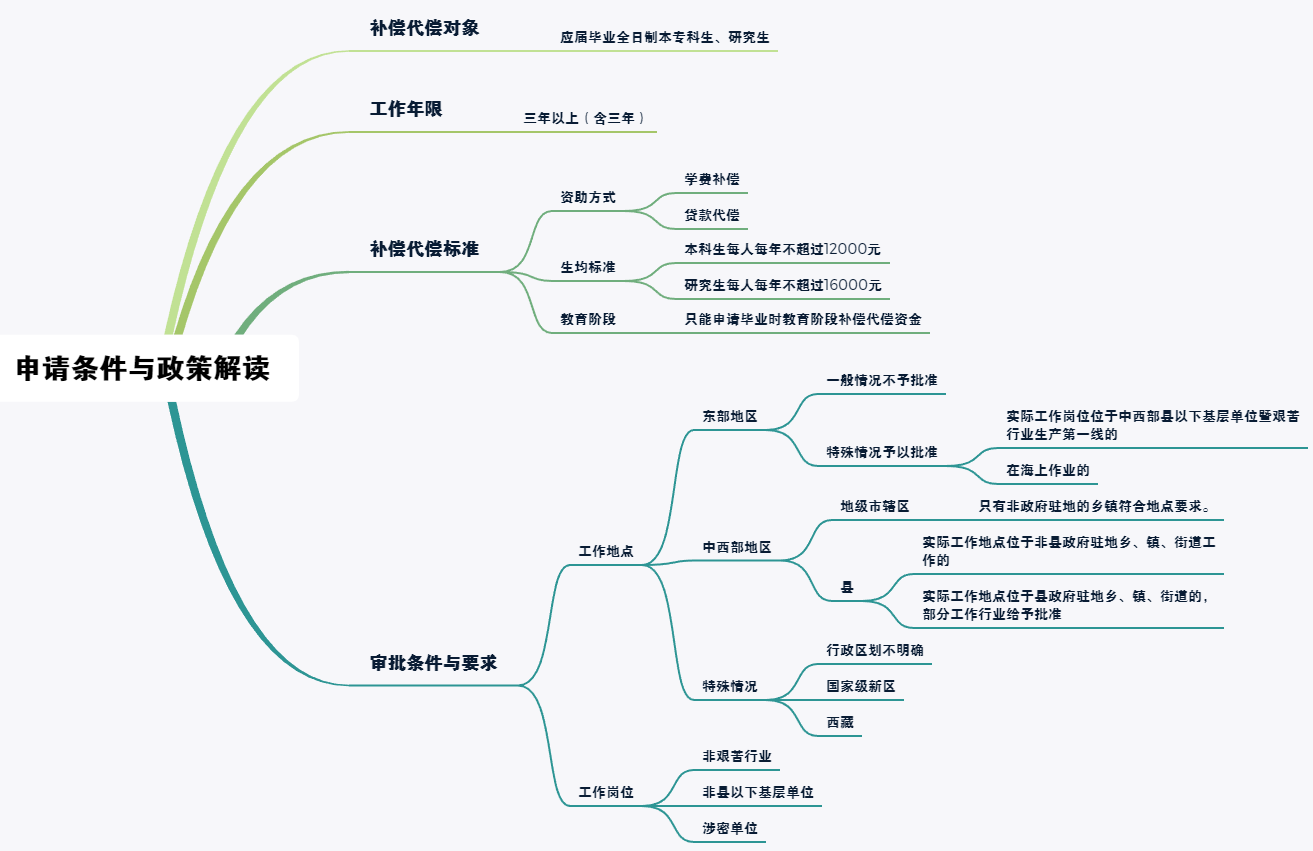 补偿代偿对象
应届毕业全日制本专科生、研究生
工作年限
三年以上（含三年）
补偿代偿标准
资助方式
学费补偿
贷款代偿
生均标准
本科生每人每年不超过12000元
研究生每人每年不超过16000元
教育阶段
只能申请毕业时教育阶段补偿代偿资金
申请条件与政策解读
审批条件与要求
工作地点
东部地区
一般情况不予批准
特殊情况予以批准
实际工作岗位位于中西部县以下基层单位暨艰苦
行业生产第一线的
在海上作业的
中西部地区
地级市辖区
只有非政府驻地的乡镇符合地点要求。
县
实际工作地点位于非县政府驻地乡、镇、街道工
作的
实际工作地点位于县政府驻地乡、镇、街道的，
部分工作行业给予批准
特殊情况
行政区划不明确
国家级新区
西藏
工作岗位
非艰苦行业
非县以下基层单位
涉密单位